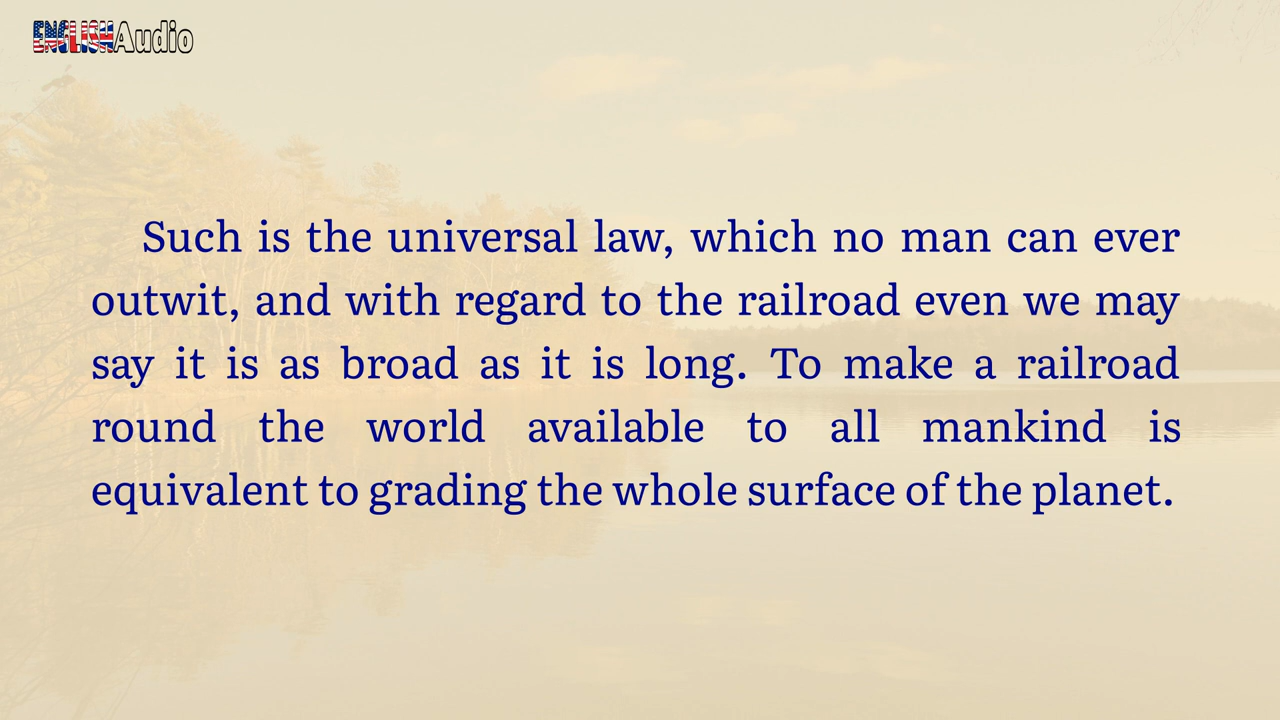 ENGLISHAudio
Such is the universal law, which no man can ever
outwit, and with regard to the railroad even we may
say it is as broad as it is long. To make a railroad
round the world available to all mankind is
equivalent to grading the whole surface of the planet.